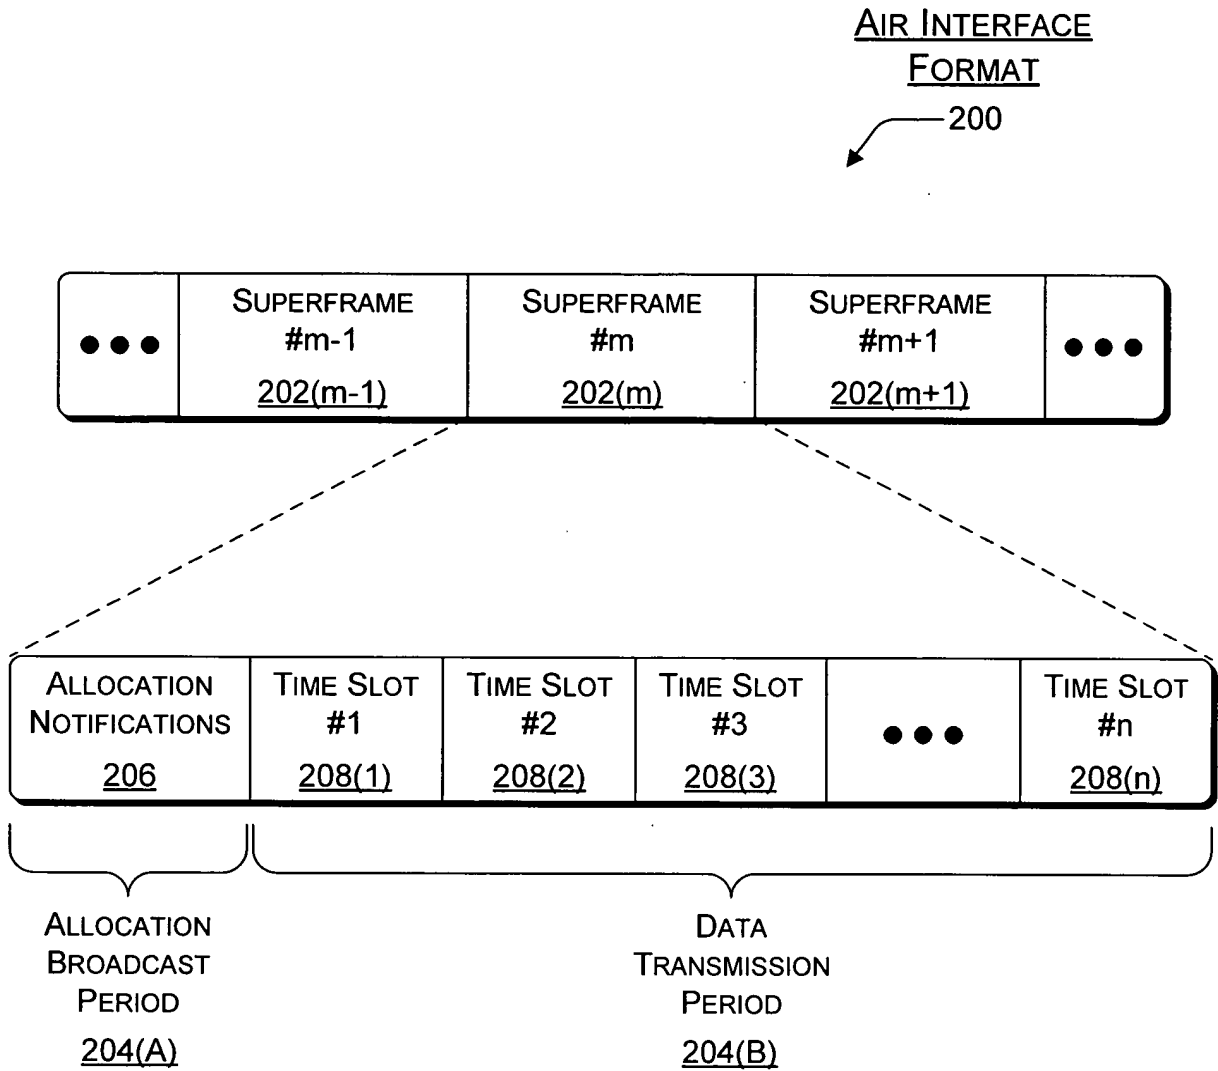 AIR INTERFACE
FORMAT
200
SUPERFRAME
#m-1
202(m-1)
SUPERFRAME
#m
202(m)
SUPERFRAME
#m+1
202(m+1)
ALLOCATION
NOTIFICATIONS
206
TIME SLOT
#1
208(1)
TIME SLOT
#2
208(2)
TIME SLOT
#3
208(3)
TIME SLOT
#n
208(n)
ALLOCATION
BROADCAST
PERIOD
204(A)
DATA
TRANSMISSION
PERIOD
204(B)